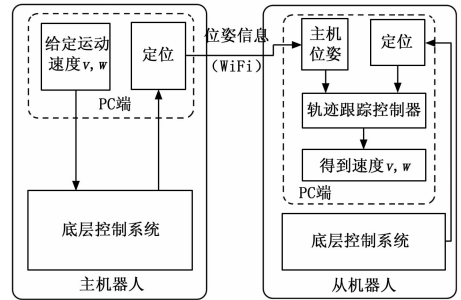 给定运动
速度v,w
定位
PC端
底层控制系统
主机器人
位姿信息
(WiFi)
主机
位姿
定位
轨迹跟踪控制器
得到速度v,w
PC端
底层控制系统
从机器人